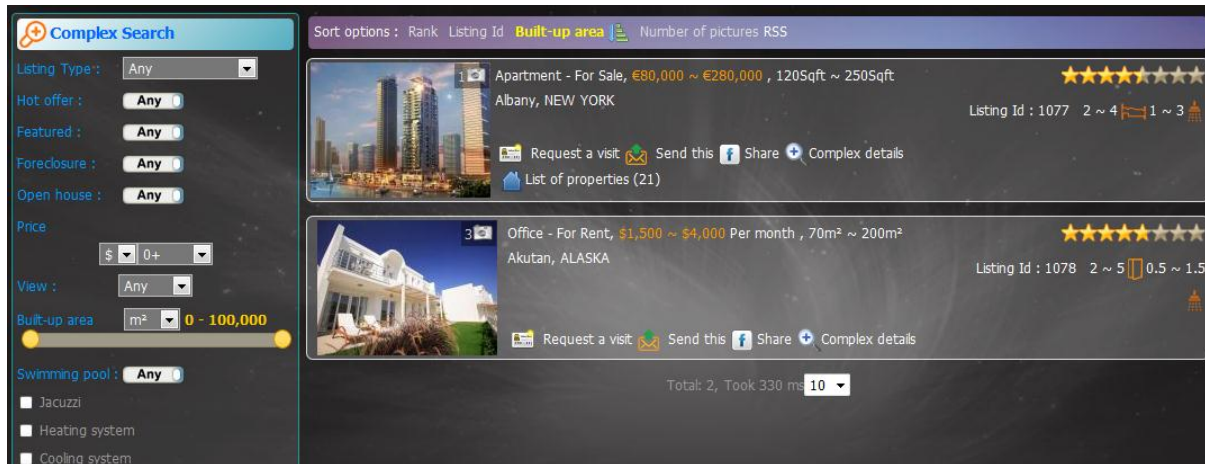 Complex Search
Listing Type : Any
Hot offer : Any
Featured : Any
Foreclosure : Any
Open house : Any
Price
$ 0+
View : Any
Built-up area m² 0 - 100,000
Swimming pool : Any
Jacuzzi
Heating system
Cooling system
Sort options : Rank Listing Id Built-up area Number of pictures RSS
1 Apartment - For Sale, €80,000 ~ €280,000 , 120Sqft ~ 250Sqft
Albany, NEW YORK
Listing Id : 1077 2 ~ 4 1 ~ 3
Request a visit Send this Share Complex details
List of properties (21)
3 Office - For Rent, $1,500 ~ $4,000 Per month , 70m² ~ 200m²
Akutan, ALASKA
Listing Id : 1078 2 ~ 5 0.5 ~ 1.5
Request a visit Send this Share Complex details
Total: 2, Took 330 ms 10